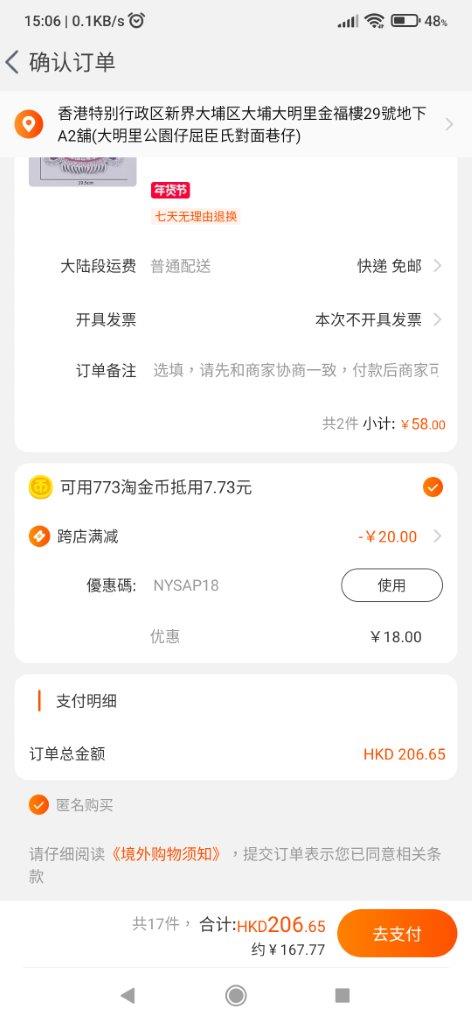 15:06 | 0.1KB/s
48%
确认订单
香港特别行政区新界大埔区大埔大明里金福樓29號地下
A2舖(大明里公園仔屈臣氏對面巷仔)
年货节
七天无理由退换
大陆段运费 普通配送 快递 免邮
开具发票 本次不开具发票
订单备注 选填，请先和商家协商一致，付款后商家可
共2件 小计: ￥58.00
可用773淘金币抵用7.73元
跨店满减 -￥20.00
優惠碼: NYSAP18 使用
优惠 ￥18.00
支付明细
订单总金额 HKD 206.65
匿名购买
请仔细阅读《境外购物须知》，提交订单表示您已同意相关条
款
共17件， 合计:HKD206.65
约￥167.77
去支付